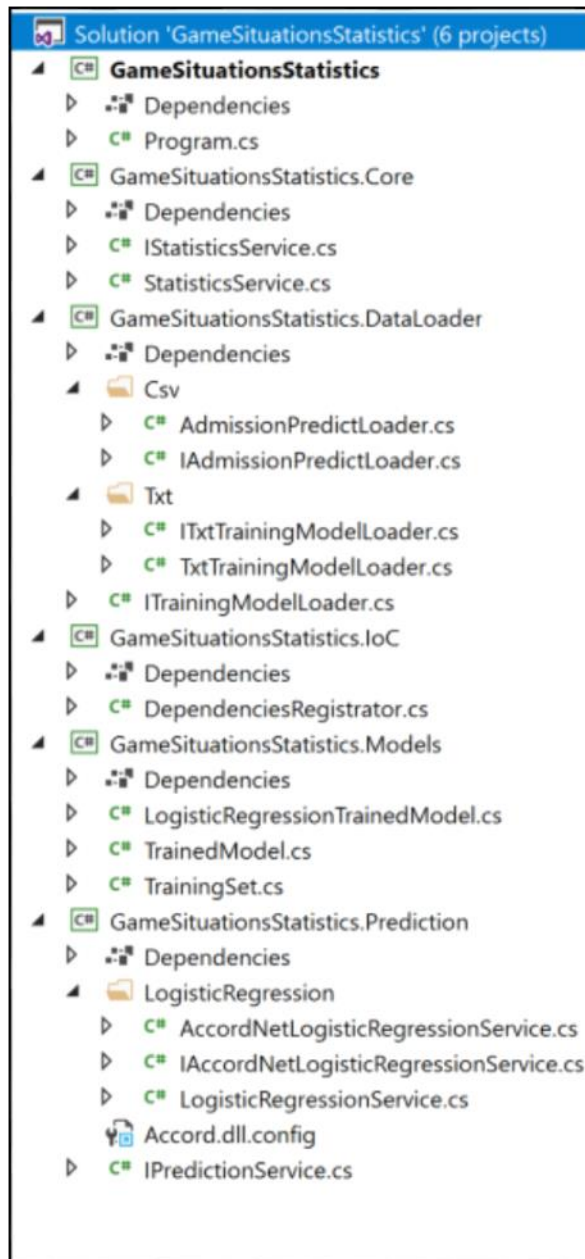 Solution 'GameSituationsStatistics' (6 projects)
C# GameSituationsStatistics
Dependencies
C# Program.cs
C# GameSituationsStatistics.Core
Dependencies
C# IStatisticsService.cs
C# StatisticsService.cs
C# GameSituationsStatistics.DataLoader
Dependencies
Csv
C# AdmissionPredictLoader.cs
C# IAdmissionPredictLoader.cs
Txt
C# ITxtTrainingModelLoader.cs
C# TxtTrainingModelLoader.cs
C# ITrainingModelLoader.cs
C# GameSituationsStatistics.IoC
Dependencies
C# DependenciesRegistrator.cs
C# GameSituationsStatistics.Models
Dependencies
C# LogisticRegressionTrainedModel.cs
C# TrainedModel.cs
C# TrainingSet.cs
C# GameSituationsStatistics.Prediction
Dependencies
LogisticRegression
C# AccordNetLogisticRegressionService.cs
C# IAccordNetLogisticRegressionService.cs
C# LogisticRegressionService.cs
Accord.dll.config
C# IPredictionService.cs